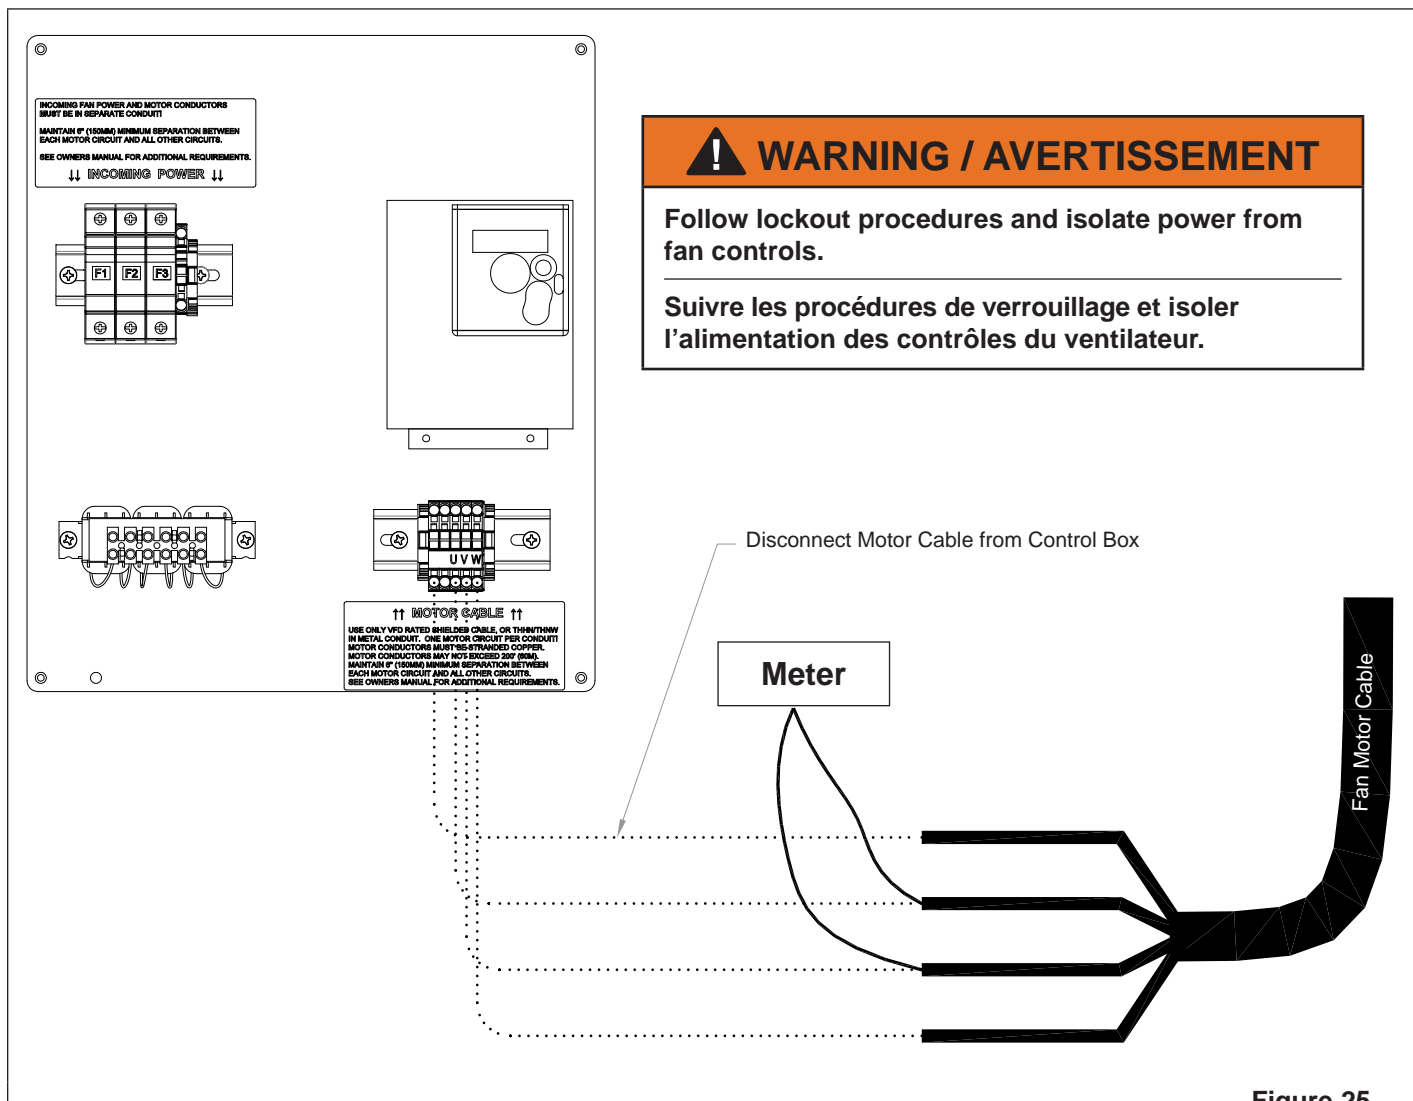 INCOMING FAN POWER AND MOTOR CONDUCTORS
MUST BE IN SEPARATE CONDUIT!
MAINTAIN 6" (150MM) MINIMUM SEPARATION BETWEEN
EACH MOTOR CIRCUIT AND ALL OTHER CIRCUITS.
SEE OWNERS MANUAL FOR ADDITIONAL REQUIREMENTS.
↓↓ INCOMING POWER ↓↓
F1 F2 F3
WARNING / AVERTISSEMENT
Follow lockout procedures and isolate power from
fan controls.
Suivre les procédures de verrouillage et isoler
l’alimentation des contrôles du ventilateur.
U V W
Disconnect Motor Cable from Control Box
↑↑ MOTOR CABLE ↑↑
USE ONLY VFD RATED SHIELDED CABLE, OR THHN/THNW
IN METAL CONDUIT. ONE MOTOR CIRCUIT PER CONDUIT!
MOTOR CONDUCTORS MUST BE STRANDED COPPER.
MOTOR CONDUCTORS MAY NOT EXCEED 200' (60M).
MAINTAIN 6" (150MM) MINIMUM SEPARATION BETWEEN
EACH MOTOR CIRCUIT AND ALL OTHER CIRCUITS.
SEE OWNERS MANUAL FOR ADDITIONAL REQUIREMENTS.
Meter
Fan Motor Cable
Figure 25